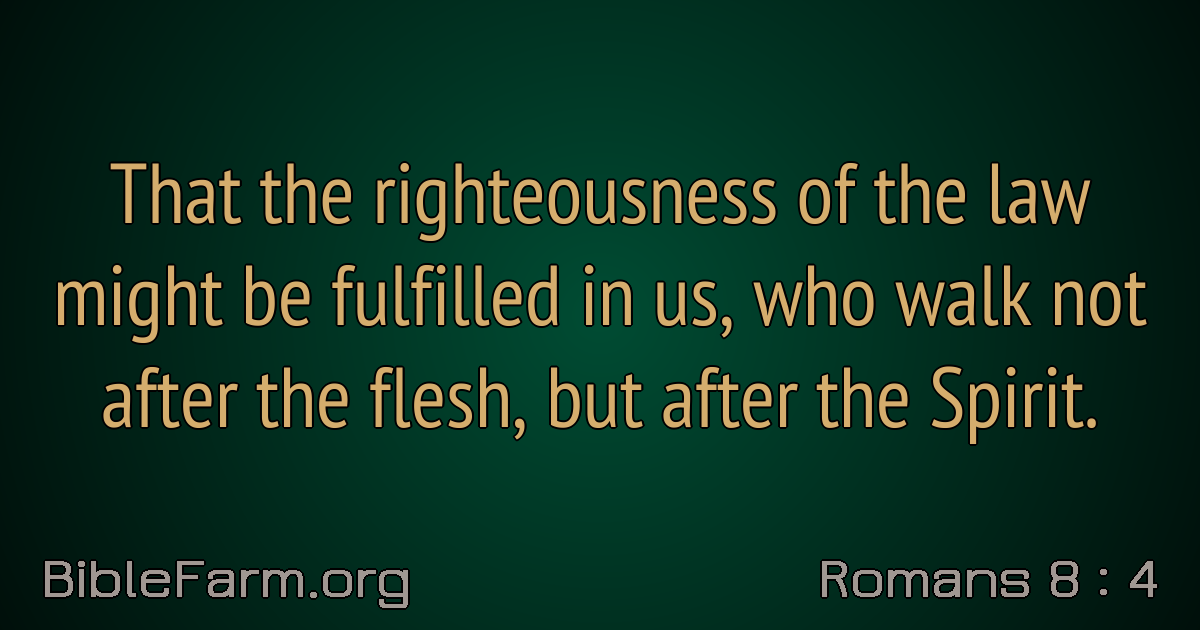 That the righteousness of the law
might be fulfilled in us, who walk not
after the flesh, but after the Spirit.
BibleFarm.org
Romans 8 : 4